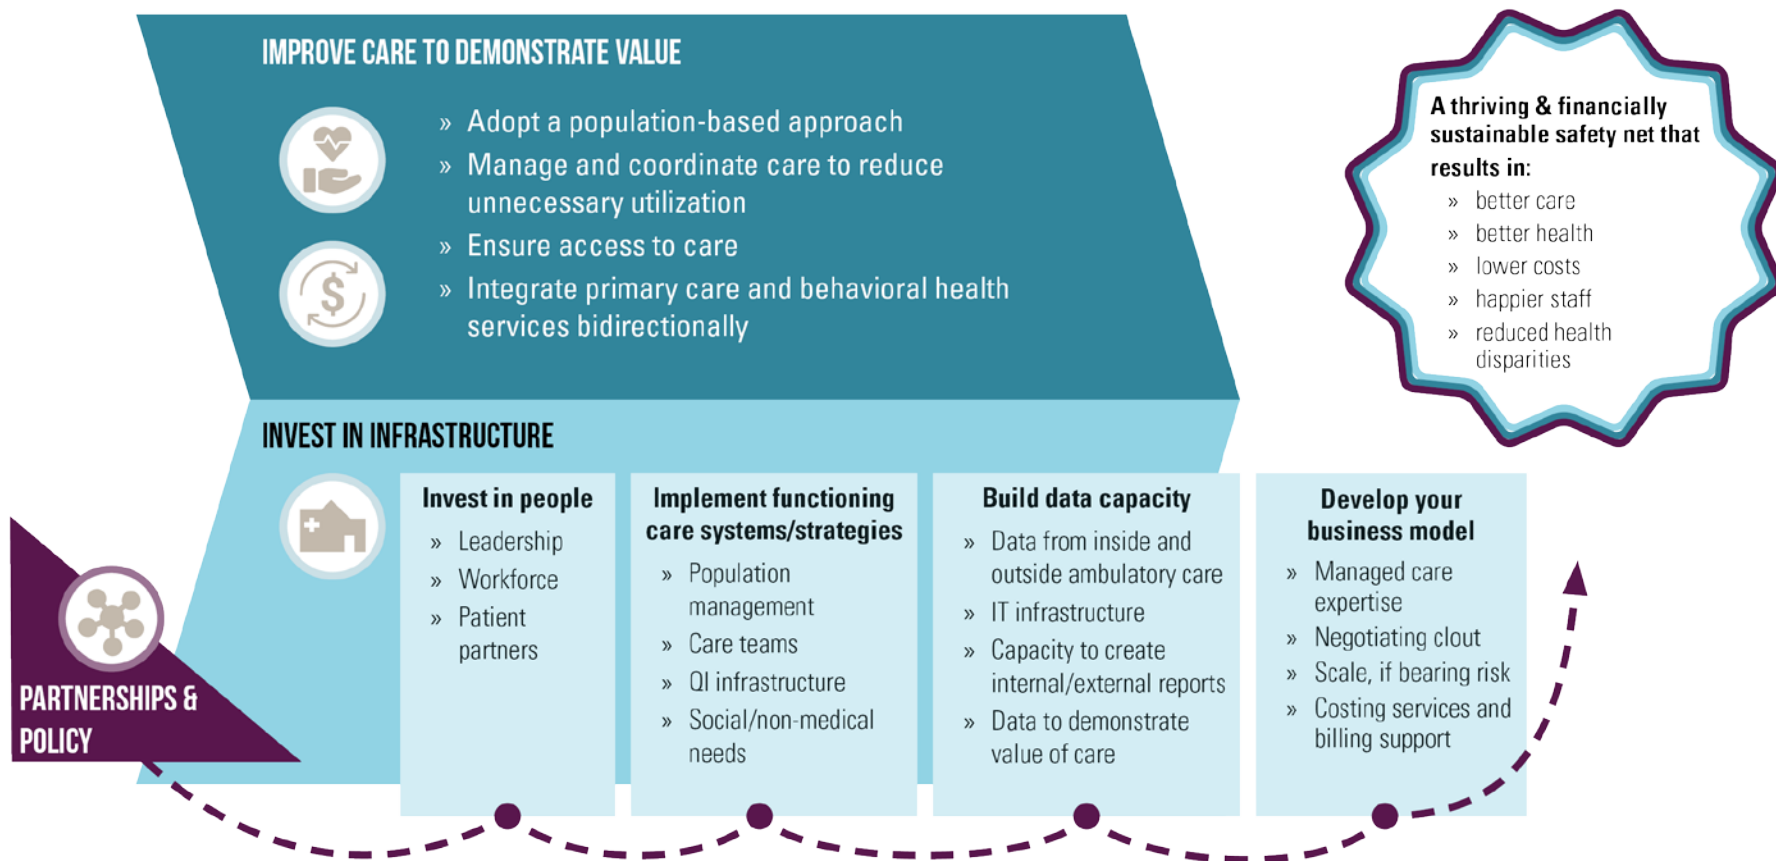 IMPROVE CARE TO DEMONSTRATE VALUE
» Adopt a population-based approach
» Manage and coordinate care to reduce
unnecessary utilization
» Ensure access to care
» Integrate primary care and behavioral health
services bidirectionally
$
A thriving & financially
sustainable safety net that
results in:
» better care
» better health
» lower costs
» happier staff
» reduced health
disparities
INVEST IN INFRASTRUCTURE
Invest in people
» Leadership
» Workforce
» Patient
partners
Implement functioning
care systems/strategies
» Population
management
» Care teams
» QI infrastructure
» Social/non-medical
needs
Build data capacity
» Data from inside and
outside ambulatory care
» IT infrastructure
» Capacity to create
internal/external reports
» Data to demonstrate
value of care
Develop your
business model
» Managed care
expertise
» Negotiating clout
» Scale, if bearing risk
» Costing services and
billing support
PARTNERSHIPS &
POLICY